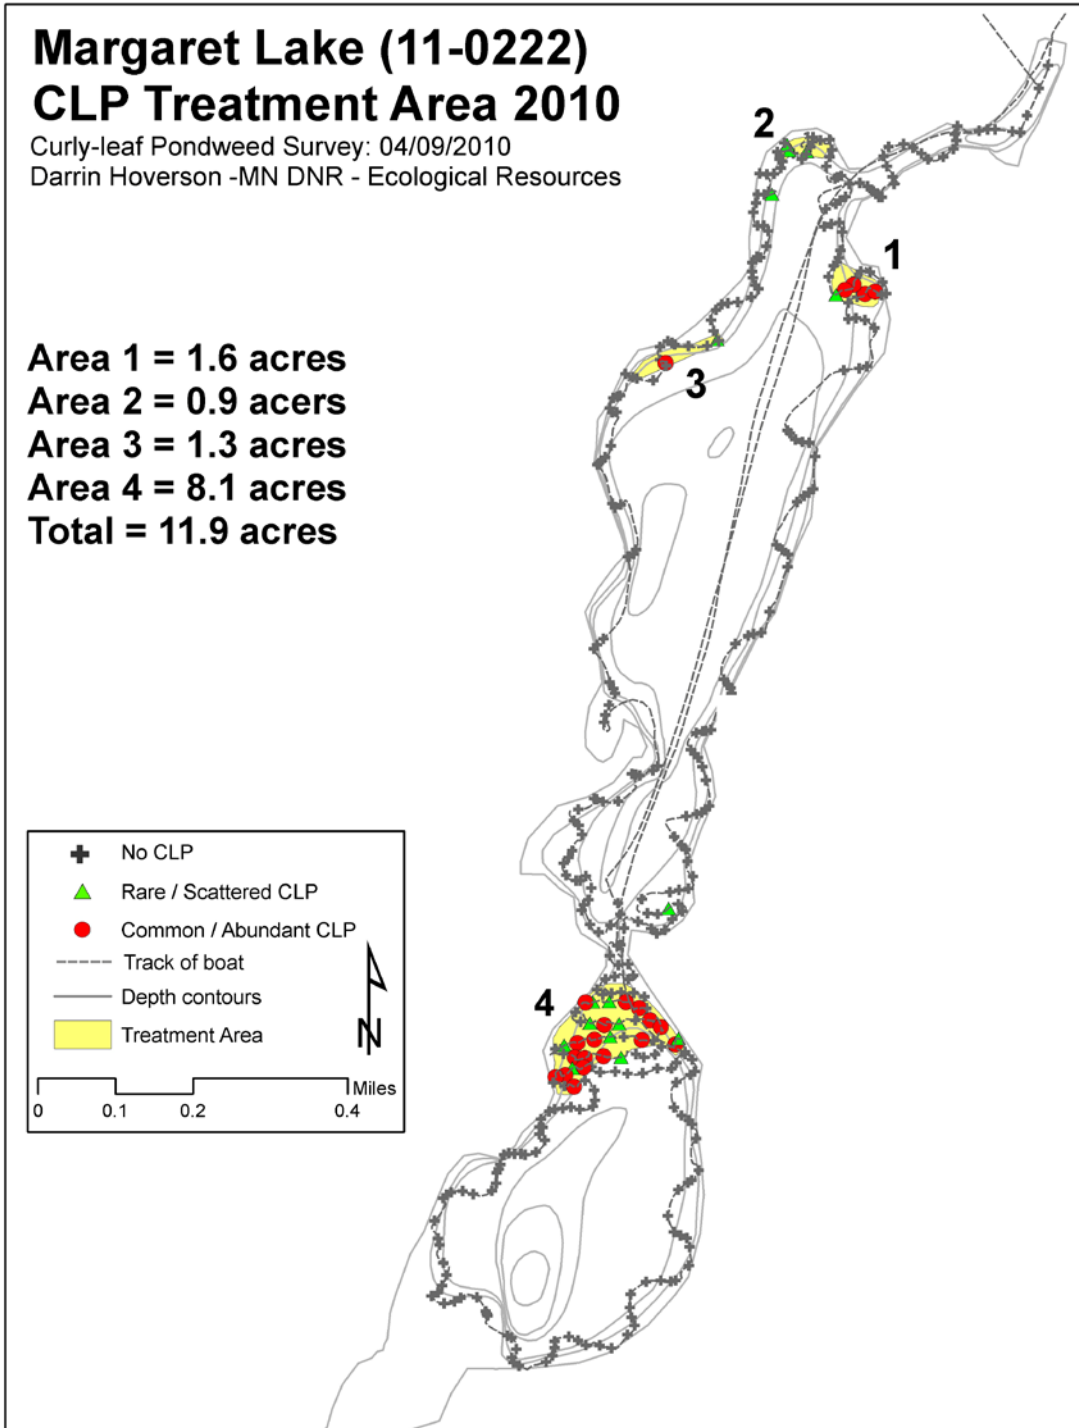 Margaret Lake (11-0222)
CLP Treatment Area 2010
Curly-leaf Pondweed Survey: 04/09/2010
Darrin Hoverson -MN DNR - Ecological Resources
2
1
3
Area 1 = 1.6 acres
Area 2 = 0.9 acers
Area 3 = 1.3 acres
Area 4 = 8.1 acres
Total = 11.9 acres
4
No CLP
Rare / Scattered CLP
Common / Abundant CLP
Track of boat
Depth contours
Treatment Area
N
Miles
0 0.1 0.2 0.4